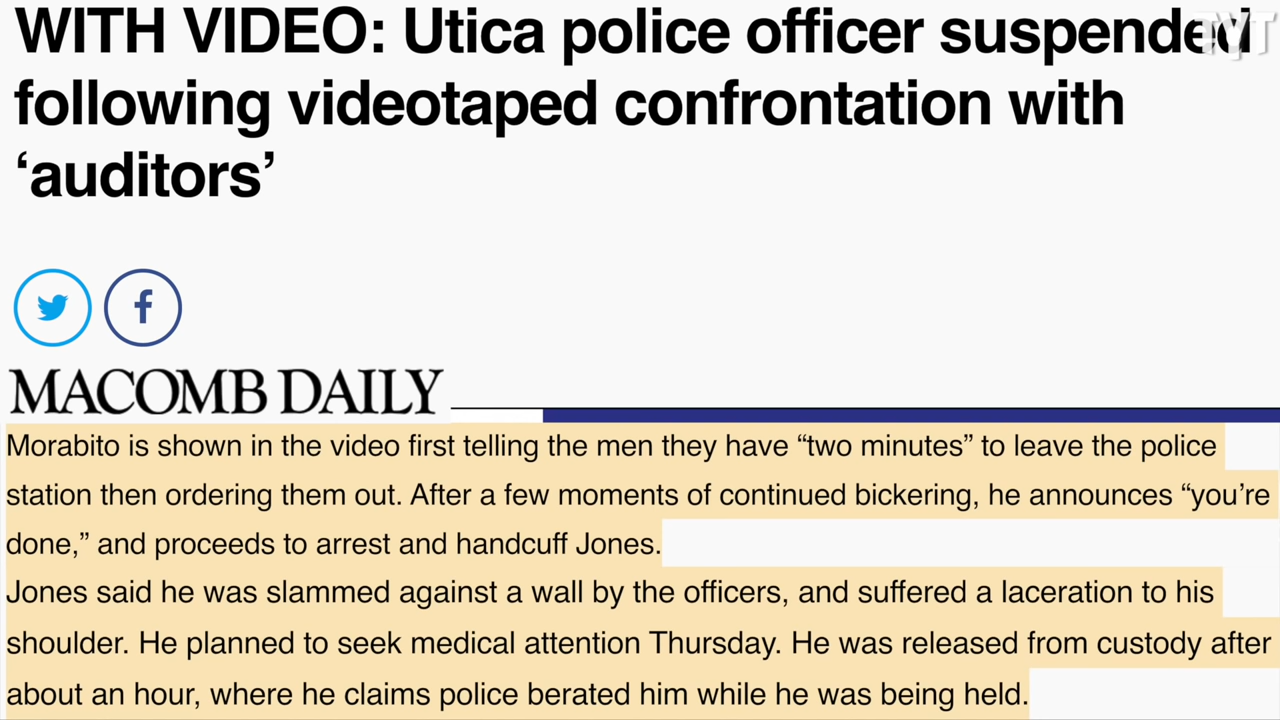 WITH VIDEO: Utica police officer suspended
following videotaped confrontation with
‘auditors’
TYT
MACOMB DAILY
Morabito is shown in the video first telling the men they have “two minutes” to leave the police
station then ordering them out. After a few moments of continued bickering, he announces “you’re
done,” and proceeds to arrest and handcuff Jones.
Jones said he was slammed against a wall by the officers, and suffered a laceration to his
shoulder. He planned to seek medical attention Thursday. He was released from custody after
about an hour, where he claims police berated him while he was being held.